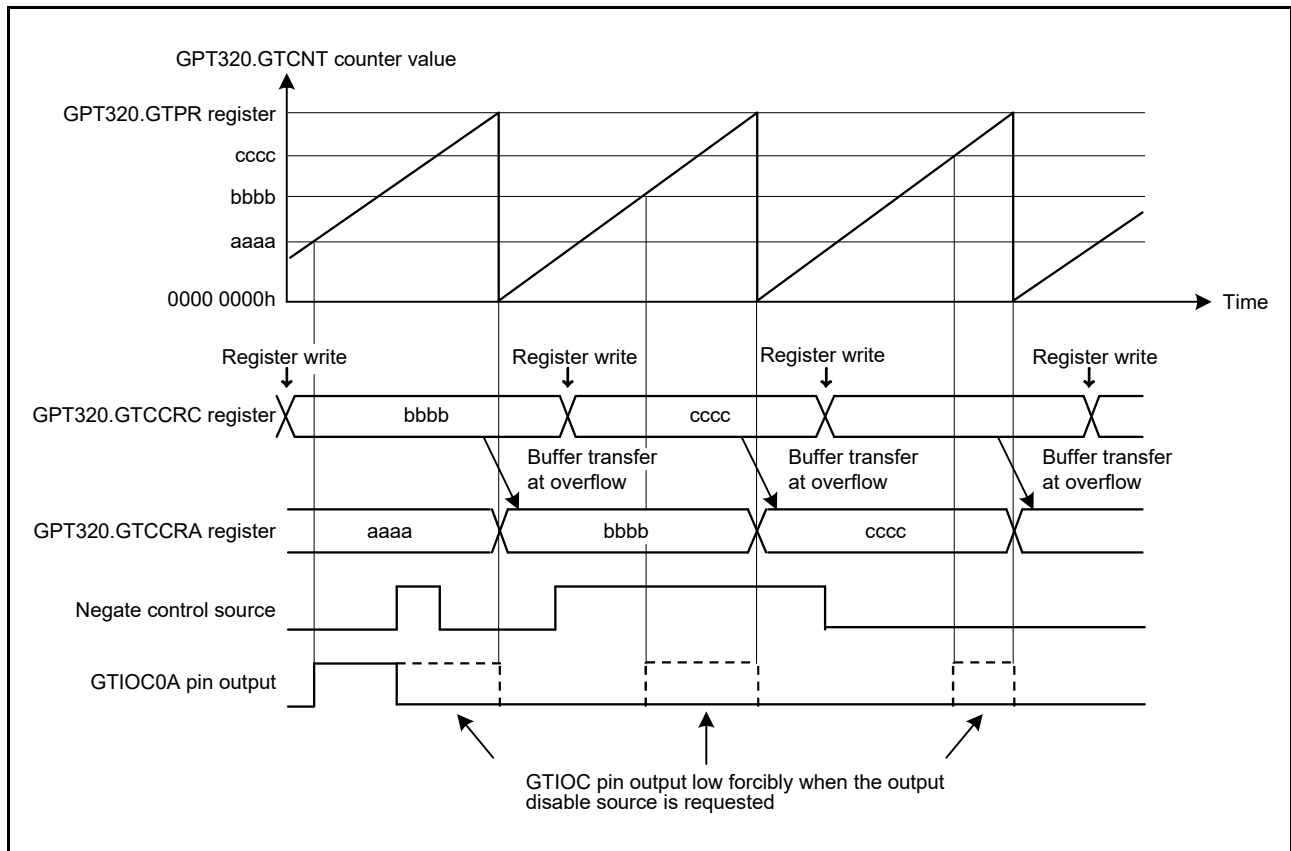 GPT320.GTCNT counter value
GPT320.GTPR register
cccc
bbbb
aaaa
0000 0000h
Time
Register write
Register write
Register write
Register write
GPT320.GTCCRC register
bbbb
cccc
Buffer transfer
at overflow
Buffer transfer
at overflow
Buffer transfer
at overflow
GPT320.GTCCRA register
aaaa
bbbb
cccc
Negate control source
GTIOC0A pin output
GTIOC pin output low forcibly when the output
disable source is requested